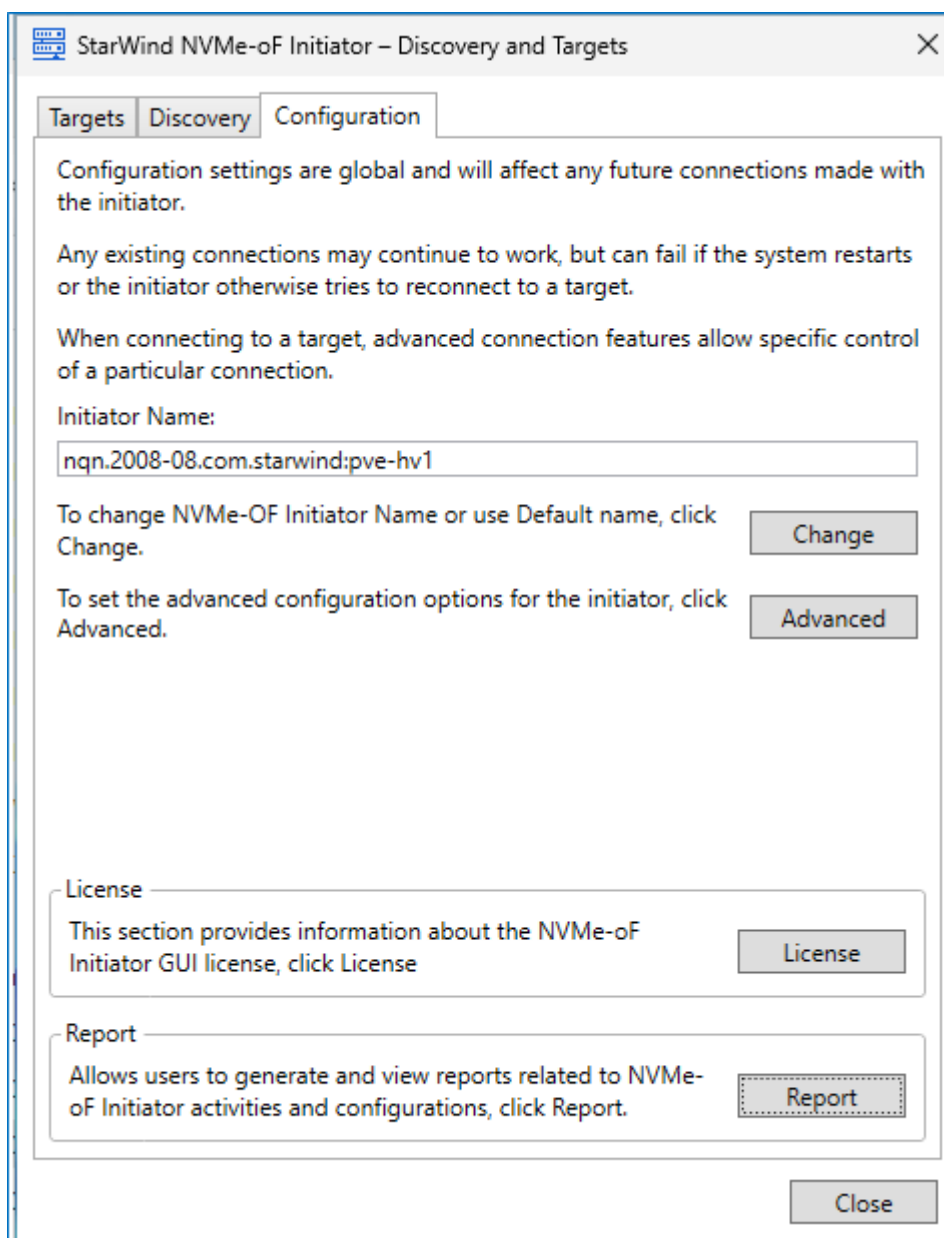 StarWind NVMe-oF Initiator – Discovery and Targets
Targets Discovery Configuration
Configuration settings are global and will affect any future connections made with
the initiator.
Any existing connections may continue to work, but can fail if the system restarts
or the initiator otherwise tries to reconnect to a target.
When connecting to a target, advanced connection features allow specific control
of a particular connection.
Initiator Name:
nqn.2008-08.com.starwind:pve-hv1
To change NVMe-OF Initiator Name or use Default name, click
Change.
Change
To set the advanced configuration options for the initiator, click
Advanced.
Advanced
License
This section provides information about the NVMe-oF
Initiator GUI license, click License
License
Report
Allows users to generate and view reports related to NVMe-
oF Initiator activities and configurations, click Report.
Report
Close